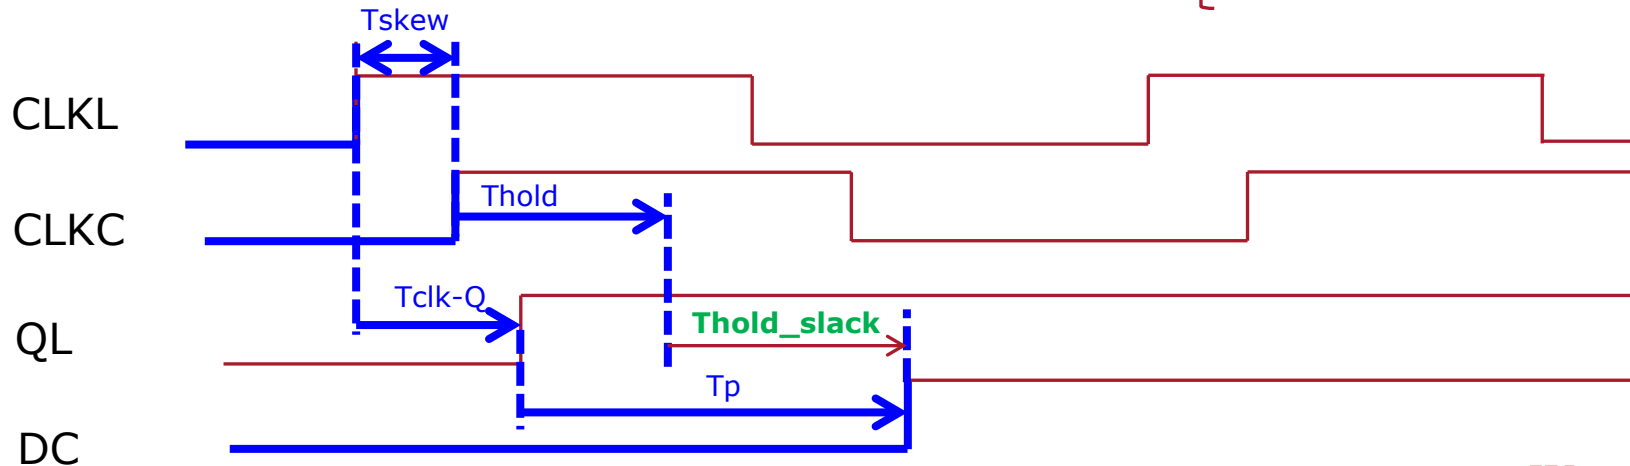 Tskew
CLKL
Thold
CLKC
Tclk-Q
Thold_slack
QL
Tp
DC